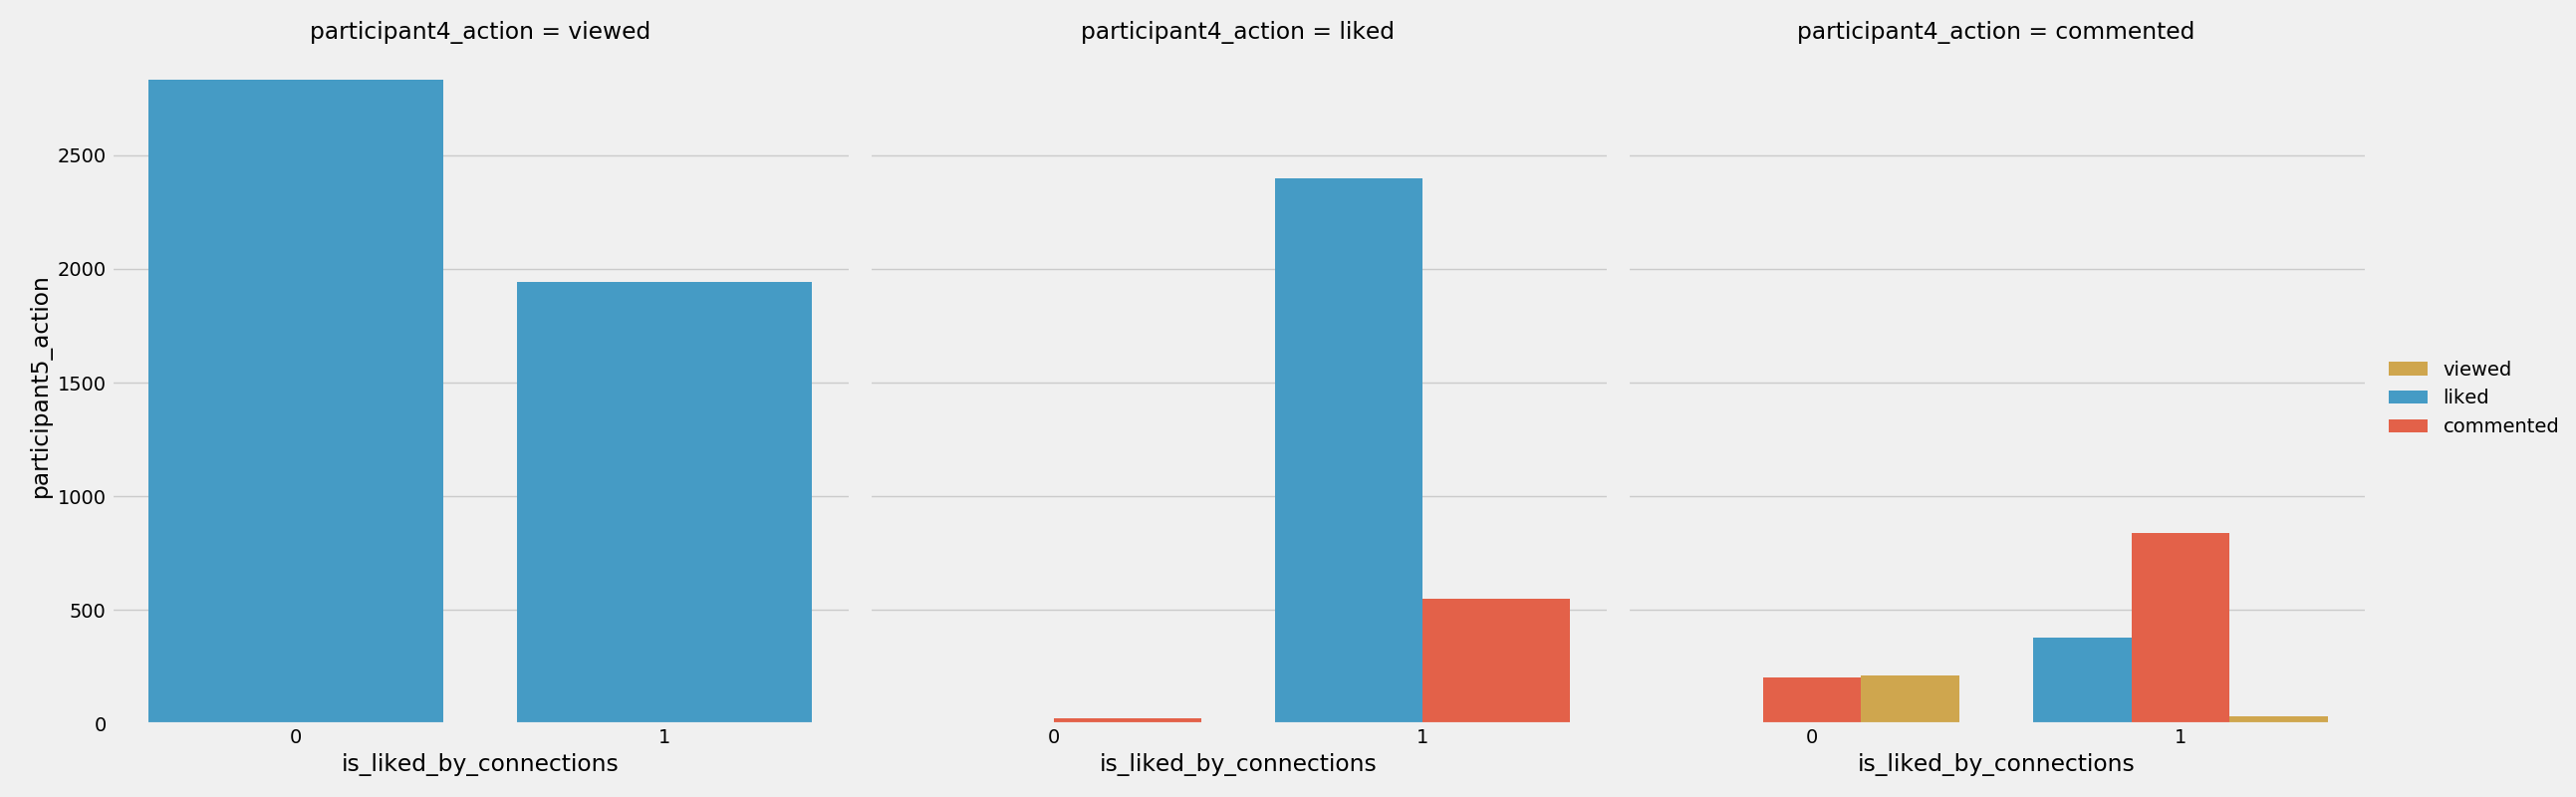 participant4_action = viewed
participant4_action = liked
participant4_action = commented
participant5_action
2500
2000
1500
1000
500
0
0
1
0
1
0
1
is_liked_by_connections
is_liked_by_connections
is_liked_by_connections
viewed
liked
commented